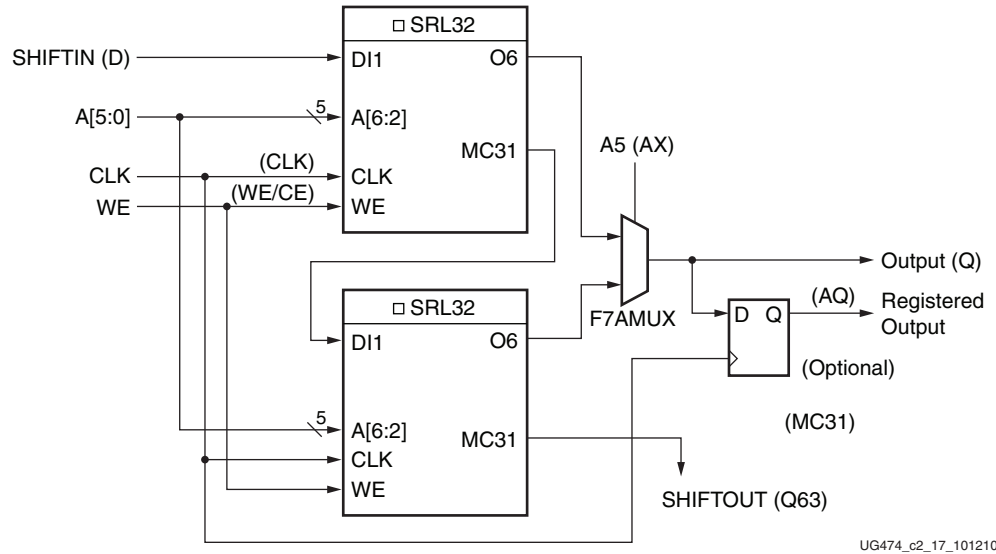 SRL32
SHIFTIN (D)
DI1
O6
A[5:0]
5
A[6:2]
MC31
A5 (AX)
CLK
(CLK)
CLK
WE
(WE/CE)
WE
Output (Q)
F7AMUX
(AQ)
Registered
Output
D Q
(Optional)
SRL32
DI1
O6
5
A[6:2]
MC31
(MC31)
CLK
WE
SHIFTOUT (Q63)
UG474_c2_17_101210